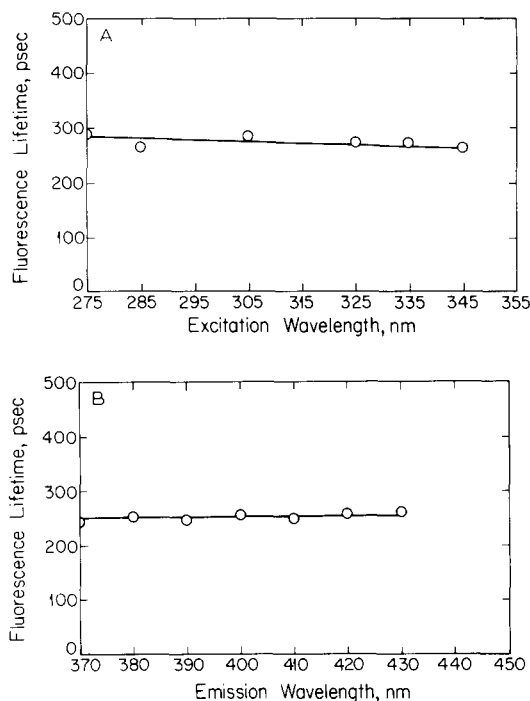 A
Fluorescence Lifetime, psec
500
400
300
200
100
0
275 285 295 305 315 325 335 345 355
Excitation Wavelength, nm
B
Fluorescence Lifetime, psec
500
400
300
200
100
0
370 380 390 400 410 420 430 440 450
Emission Wavelength, nm